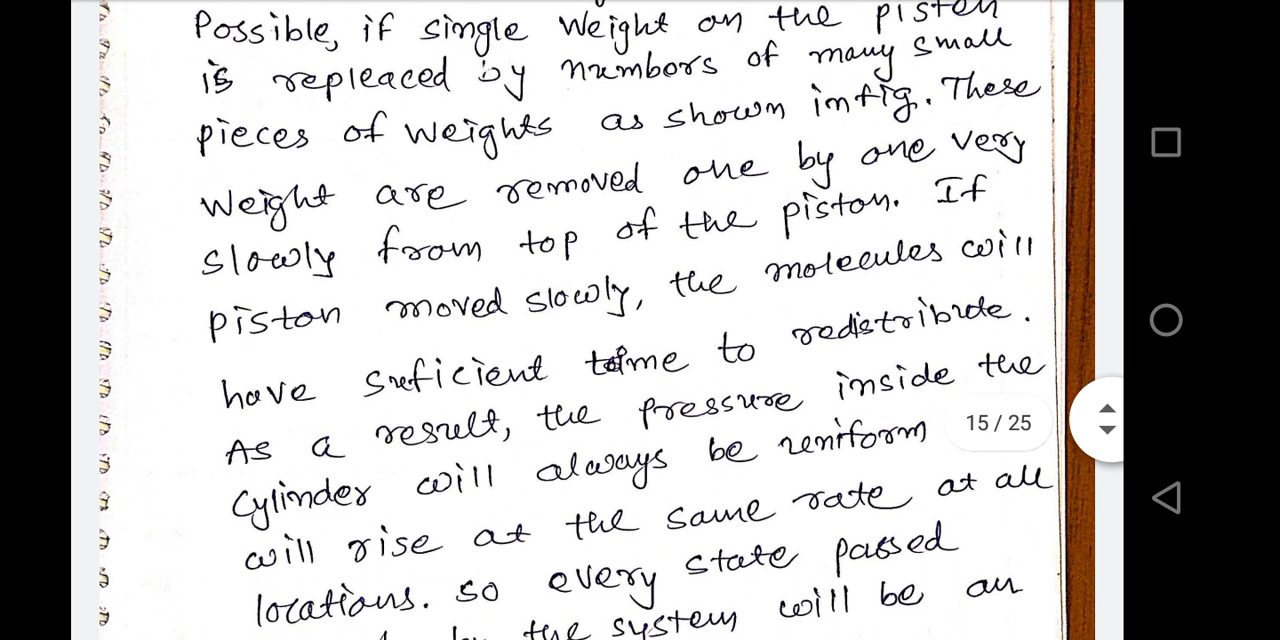 Possible, if single weight on the piston
is repleaced by numbors of many small
pieces of weights as shown in fig. These
weight are removed one by one very
slowly from top of the piston. If
piston moved slowly, the molecules will
have suficient time to redistribute.
As a result, the pressure inside the
Cylinder will always be uniform
15 / 25
will rise at the same rate at all
locations. so every state passed
the system will be an